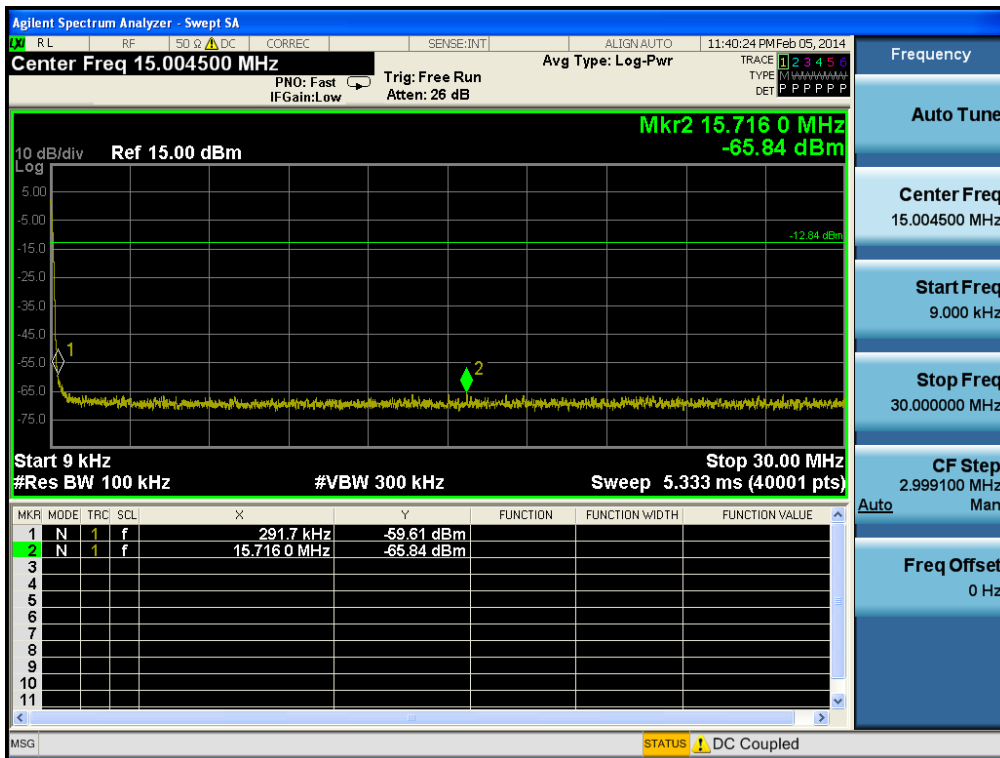 Agilent Spectrum Analyzer - Swept SA
LXI RL RF 50 Ω DC CORREC SENSE:INT ALIGN AUTO 11:40:24 PM Feb 05, 2014
Center Freq 15.004500 MHz
PNO: Fast
IFGain:Low
Trig: Free Run
Atten: 26 dB
Avg Type: Log-Pwr
TRACE 1 2 3 4 5 6
TYPE M WWWWW
DET P P P P P P
Mkr2 15.716 0 MHz
-65.84 dBm
10 dB/div Ref 15.00 dBm
Log
5.00
-5.00
-12.84 dBm
-15.0
-25.0
-35.0
-45.0
1
-55.0
2
-65.0
-75.0
Start 9 kHz Stop 30.00 MHz
#Res BW 100 kHz #VBW 300 kHz Sweep 5.333 ms (40001 pts)
MKR MODE TRC SCL X Y FUNCTION FUNCTION WIDTH FUNCTION VALUE
1 N 1 f 291.7 kHz -59.61 dBm
2 N 1 f 15.716 0 MHz -65.84 dBm
3
4
5
6
7
8
9
10
11
MSG STATUS DC Coupled
Frequency
Auto Tune
Center Freq
15.004500 MHz
Start Freq
9.000 kHz
Stop Freq
30.000000 MHz
CF Step
2.999100 MHz
Auto Man
Freq Offset
0 Hz